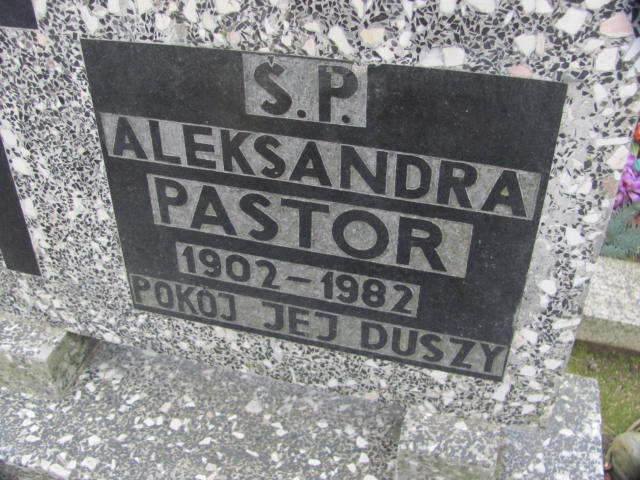 Ś.P.
ALEKSANDRA
PASTOR
1902-1982
POKÓJ JEJ DUSZY